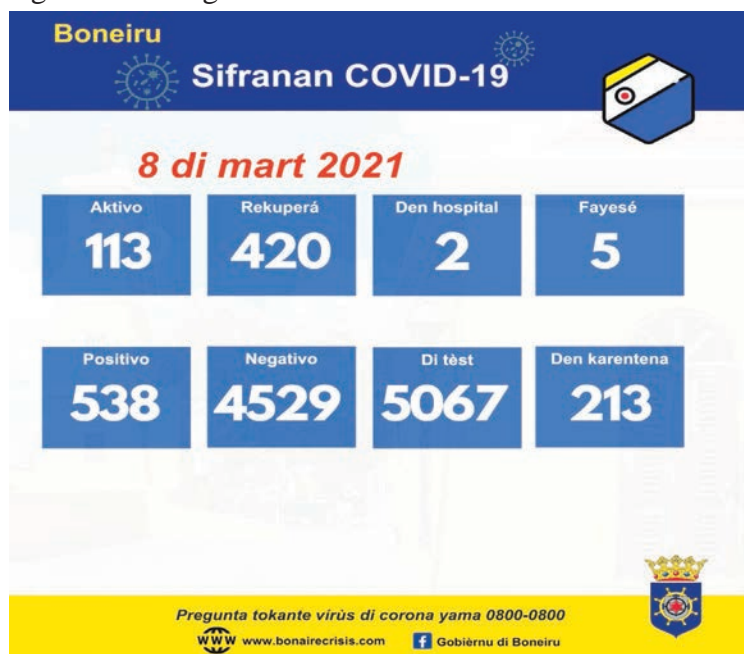 Boneiru
Sifranan COVID-19
8 di mart 2021
Aktivo
113
Rekuperá
420
Den hospital
2
Fayesé
5
Positivo
538
Negativo
4529
Di tèst
5067
Den karentena
213
Pregunta tokante vírùs di corona yama 0800-0800
WWW www.bonairecrisis.com f Gobièrnu di Boneiru